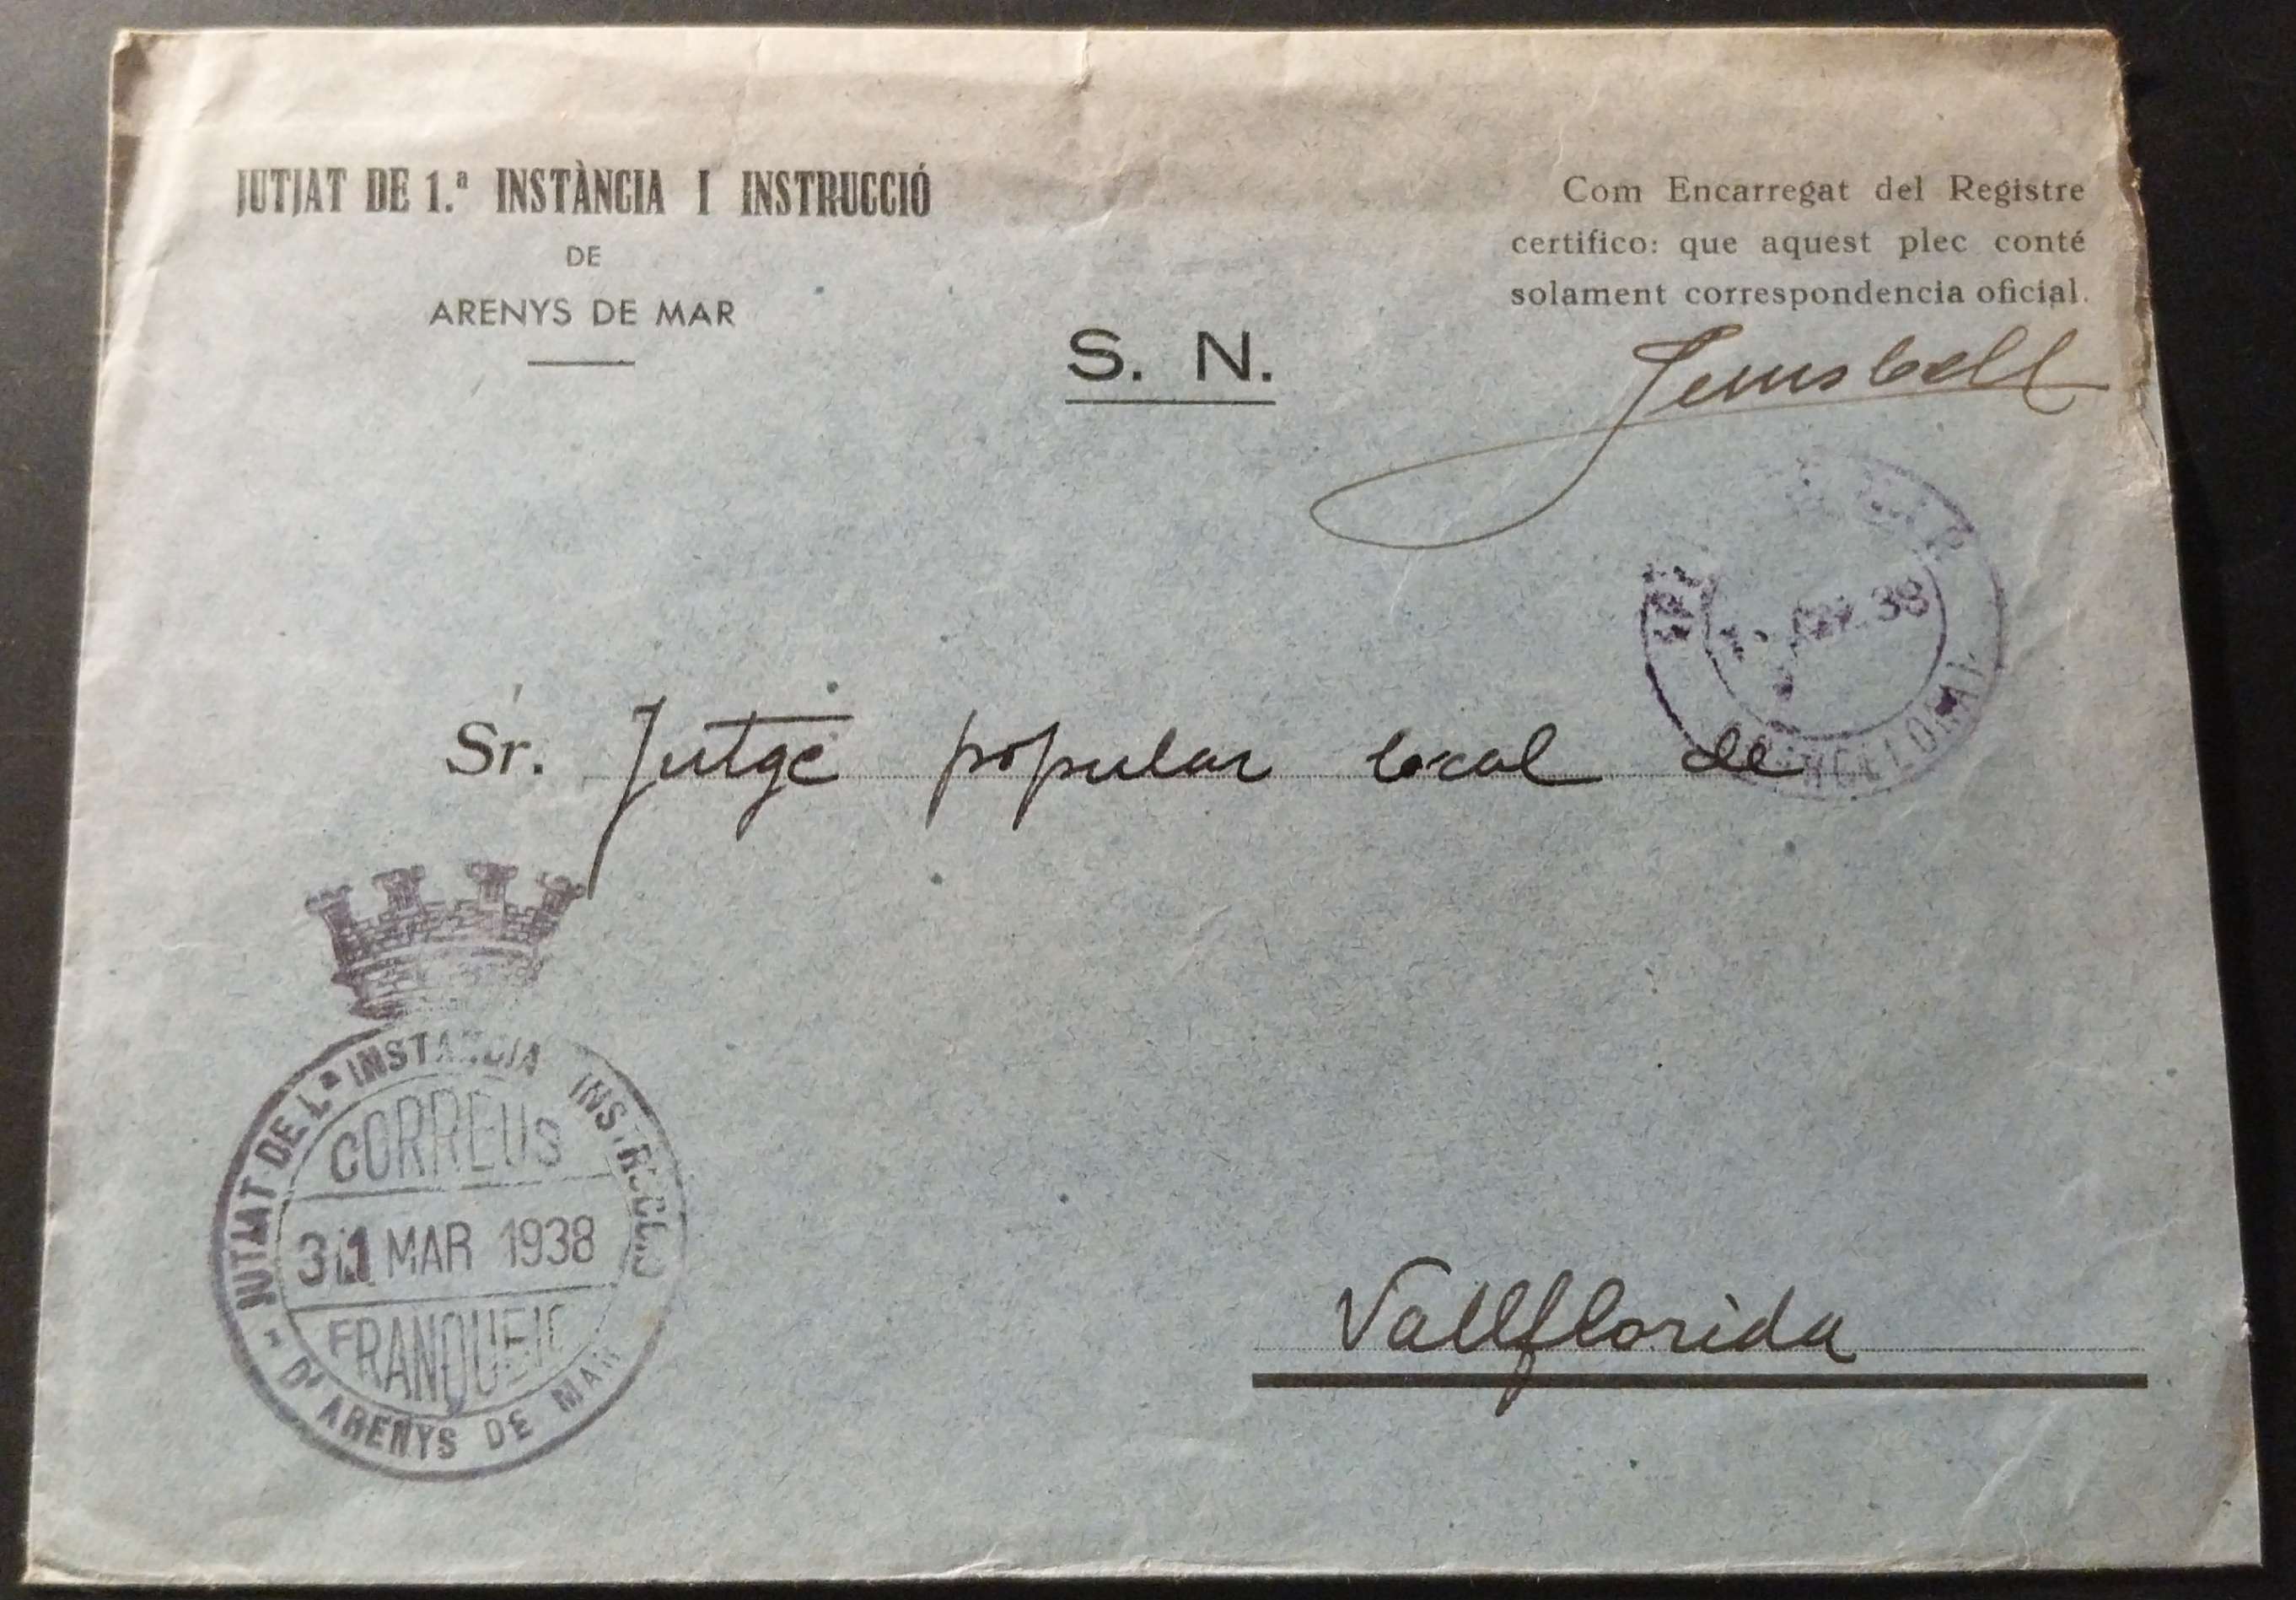 JUTJAT DE 1.ª INSTÀNCIA I INSTRUCCIÓ
DE
ARENYS DE MAR
Com Encarregat del Registre
certifico: que aquest plec conté
solament correspondencia oficial.
S. N.
38
Sr. Jutge popular local de
Vallflorida
JUTJAT DE 1.ª INSTANCIA INSTRUCCIO
CORREUS
31 MAR 1938
FRANQUEIG
- D'ARENYS DE MAR